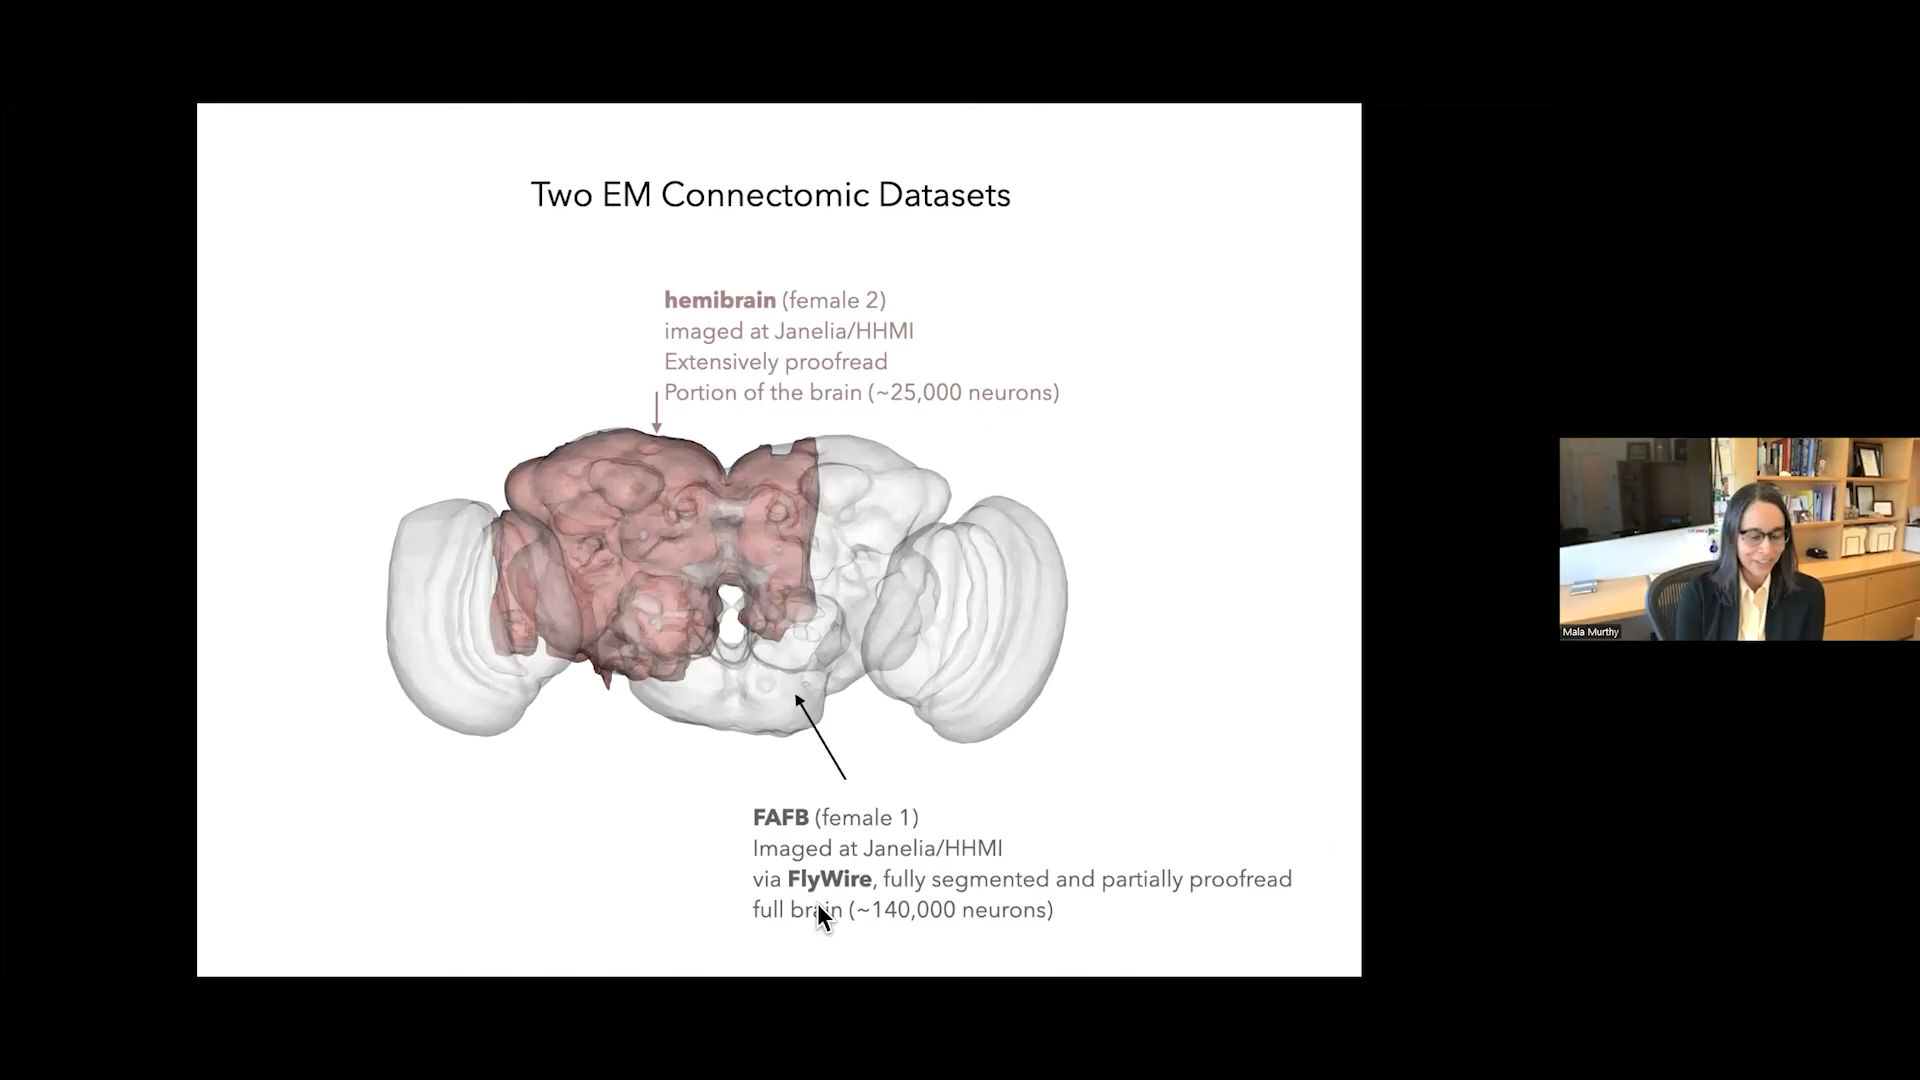 Two EM Connectomic Datasets
hemibrain (female 2)
imaged at Janelia/HHMI
Extensively proofread
Portion of the brain (~25,000 neurons)
FAFB (female 1)
Imaged at Janelia/HHMI
via FlyWire, fully segmented and partially proofread
full brain (~140,000 neurons)
Mala Murthy